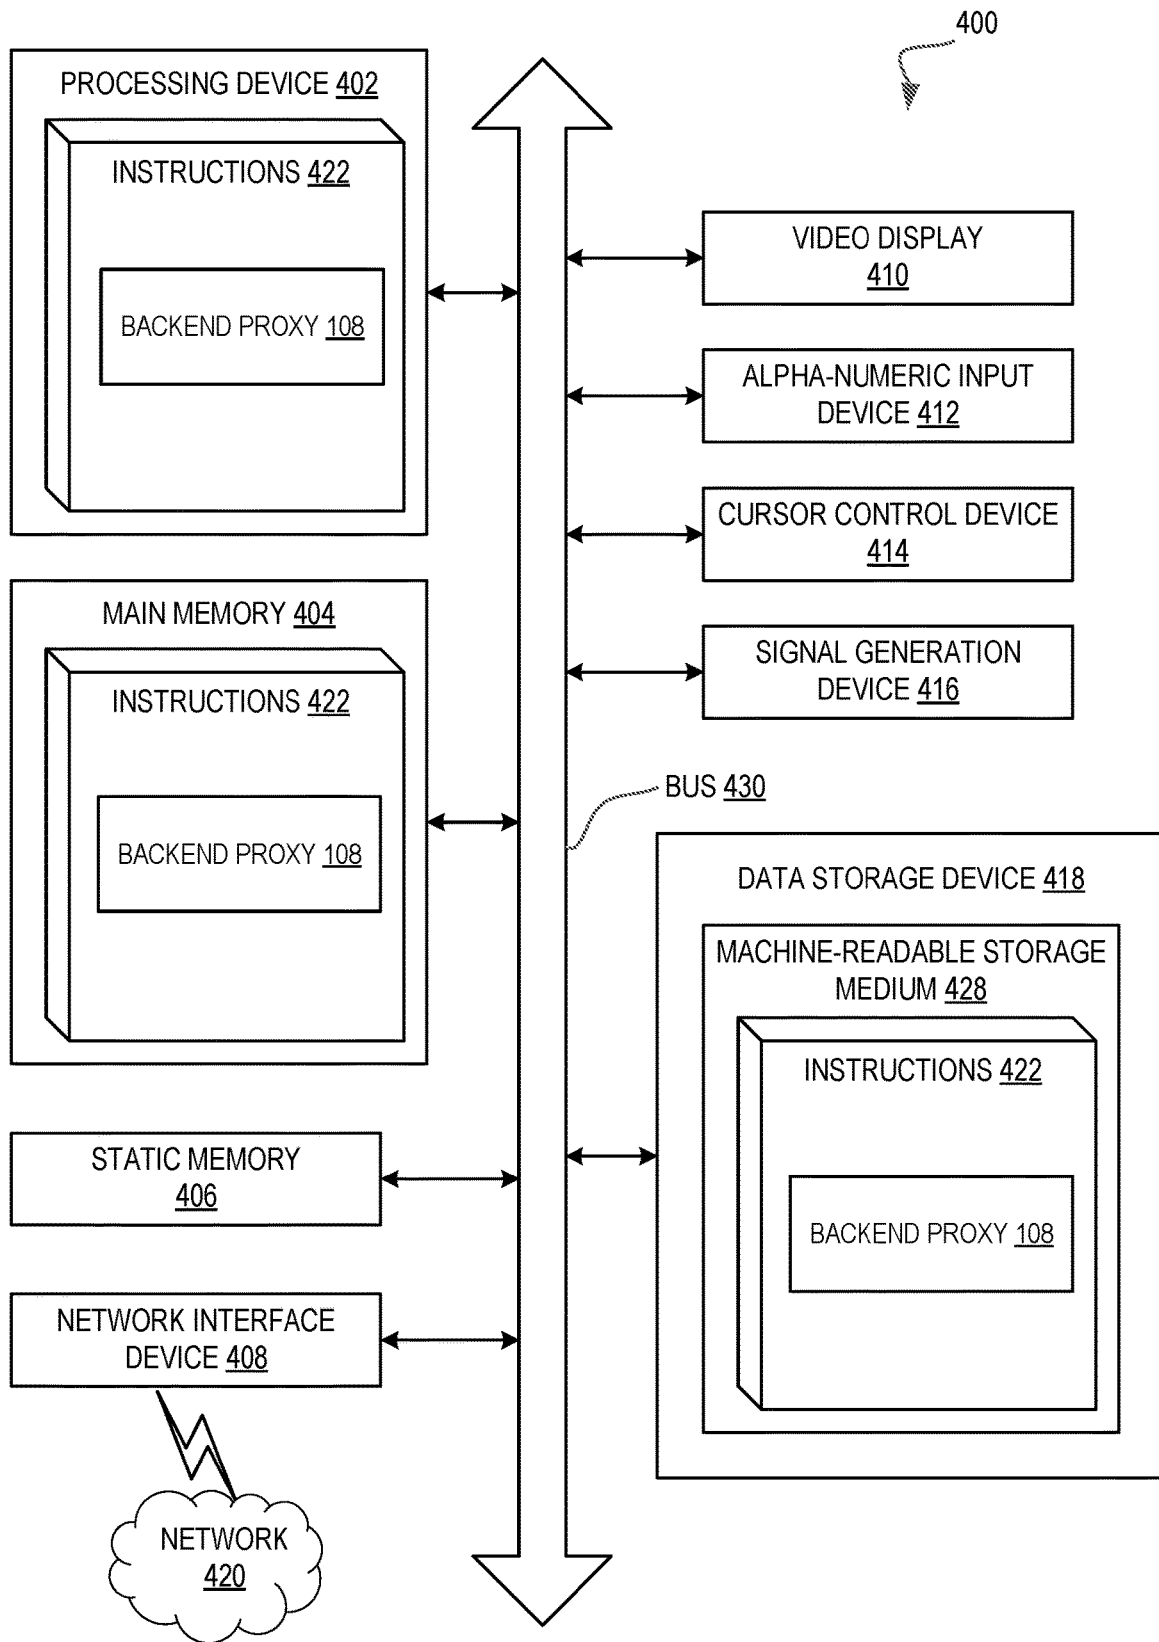 400
PROCESSING DEVICE 402
INSTRUCTIONS 422
BACKEND PROXY 108
VIDEO DISPLAY
410
ALPHA-NUMERIC INPUT
DEVICE 412
CURSOR CONTROL DEVICE
414
SIGNAL GENERATION
DEVICE 416
MAIN MEMORY 404
INSTRUCTIONS 422
BACKEND PROXY 108
BUS 430
DATA STORAGE DEVICE 418
MACHINE-READABLE STORAGE
MEDIUM 428
INSTRUCTIONS 422
BACKEND PROXY 108
STATIC MEMORY
406
NETWORK INTERFACE
DEVICE 408
NETWORK
420